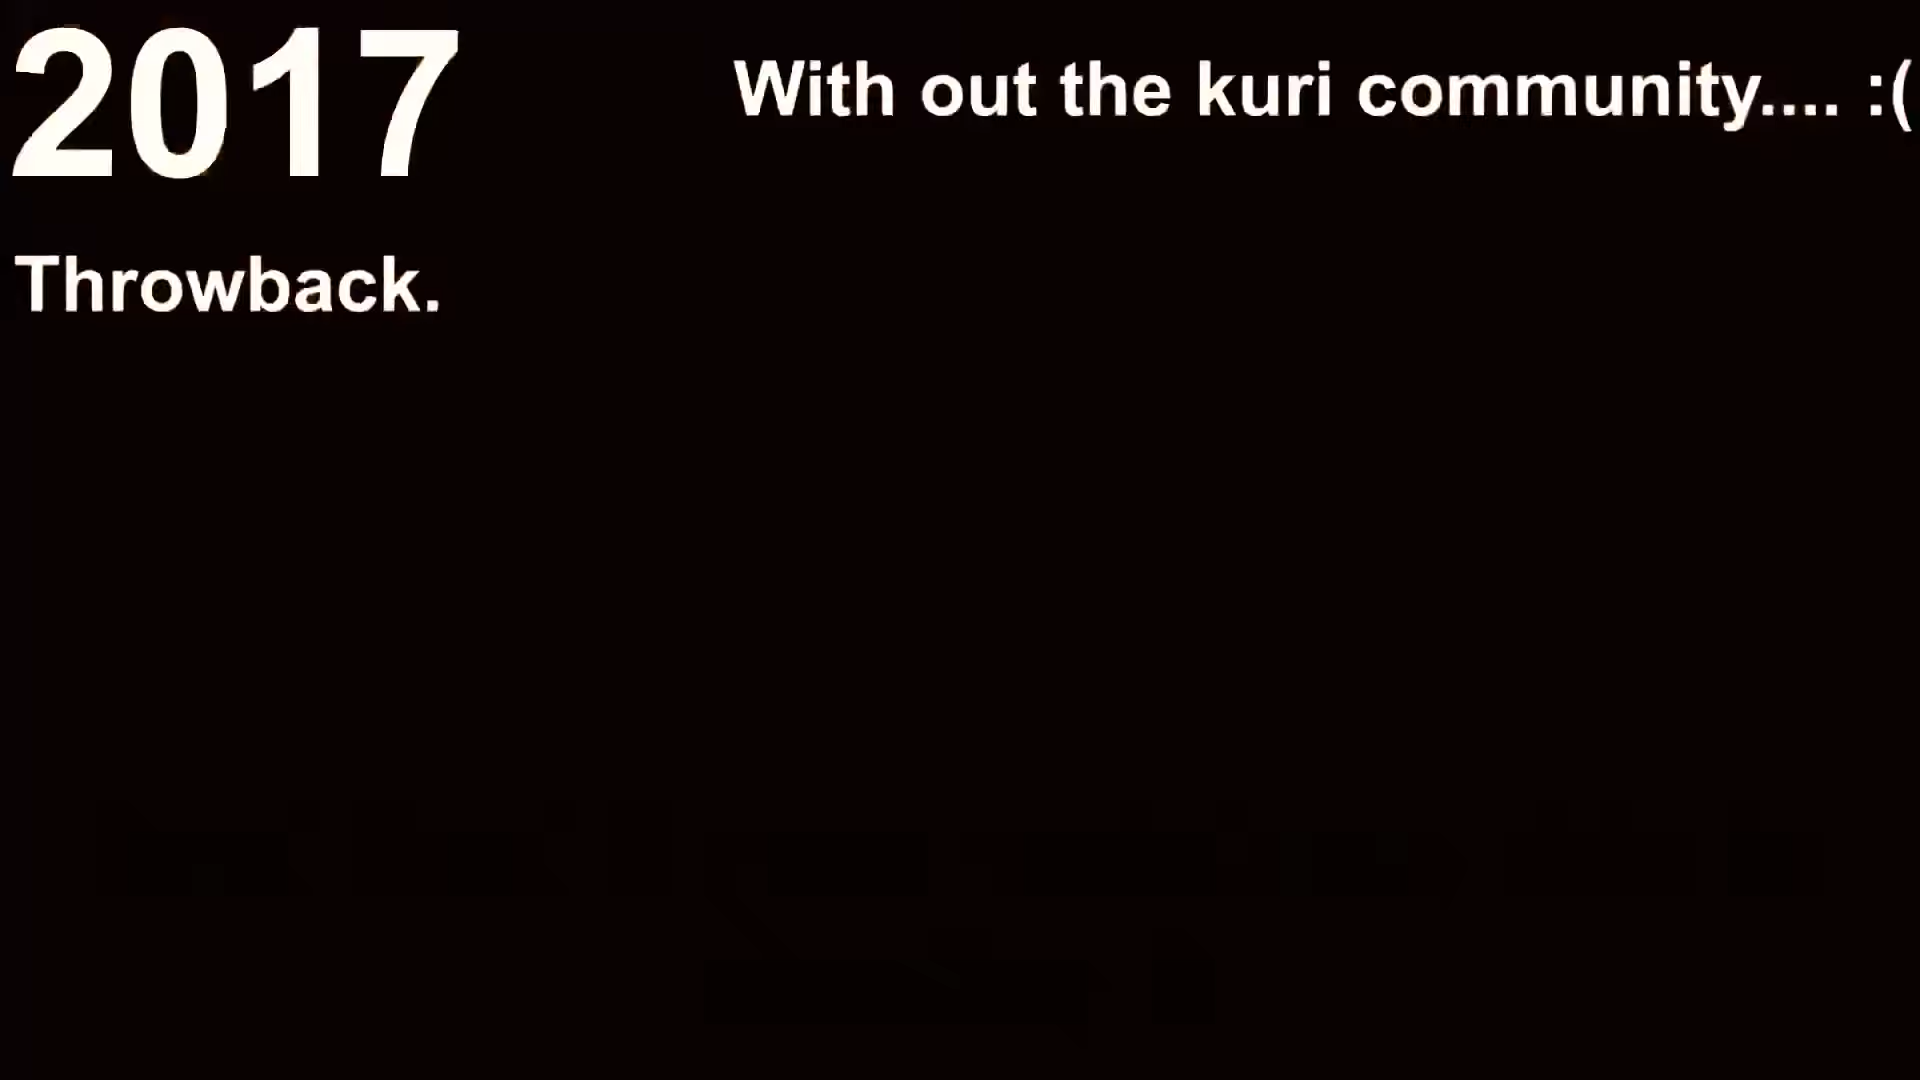 2017
With out the kuri community.... :(
Throwback.